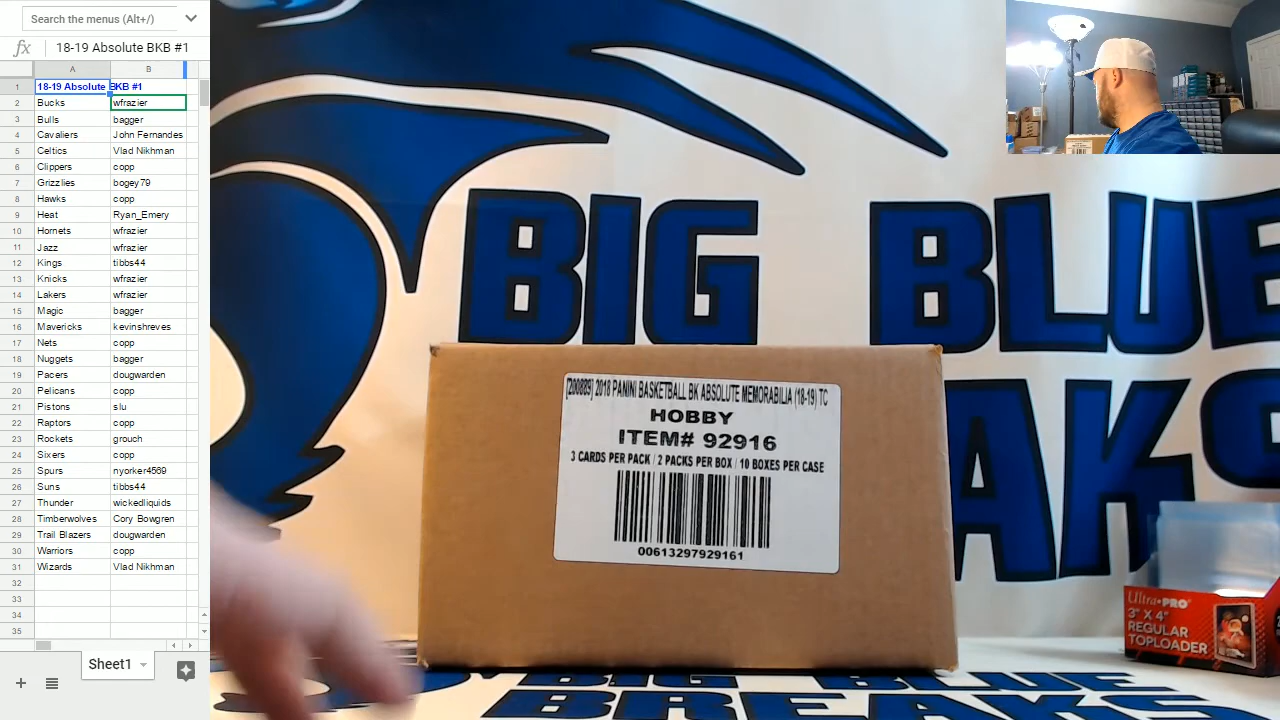 Search the menus (Alt+/)
fx 18-19 Absolute BKB #1
A B
1 18-19 Absolute BKB #1
2 Bucks wfrazier
3 Bulls bagger
4 Cavaliers John Fernandes
5 Celtics Vlad Nikhman
6 Clippers copp
7 Grizzlies bogey79
8 Hawks copp
9 Heat Ryan_Emery
10 Hornets wfrazier
11 Jazz wfrazier
12 Kings tibbs44
13 Knicks wfrazier
14 Lakers wfrazier
15 Magic bagger
16 Mavericks kevinshreves
17 Nets copp
18 Nuggets bagger
19 Pacers dougwarden
20 Pelicans copp
21 Pistons slu
22 Raptors copp
23 Rockets jtrouch
24 Sixers copp
25 Spurs nyorker4569
26 Suns tibbs44
27 Thunder wickedliquids
28 Timberwolves Cory Bowgren
29 Trail Blazers dougwarden
30 Warriors copp
31 Wizards Vlad Nikhman
33
34
35
Sheet1
BIG BLUE
BREAKS
[200889] 2018 PANINI BASKETBALL BK ABSOLUTE MEMORABILIA (18-19) TC
HOBBY
ITEM# 92916
3 CARDS PER PACK / 2 PACKS PER BOX / 10 BOXES PER CASE
00613297929161
Ultra•PRO
3" X 4"
REGULAR
TOPLOADER
BIG BLUE
BREAKS